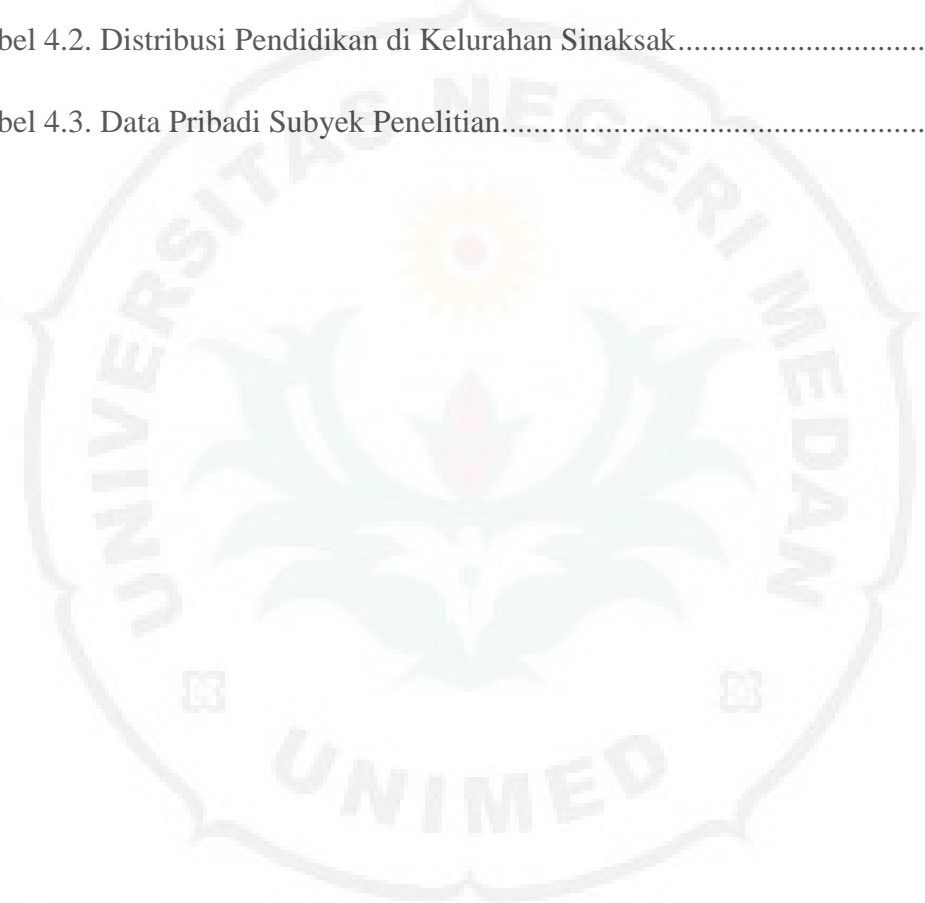 bel 4.2. Distribusi Pendidikan di Kelurahan Sinaksak...............................
bel 4.3. Data Pribadi Subyek Penelitian.....................................................
UNIVERSITAS NEGERI MEDAN
UNIMED